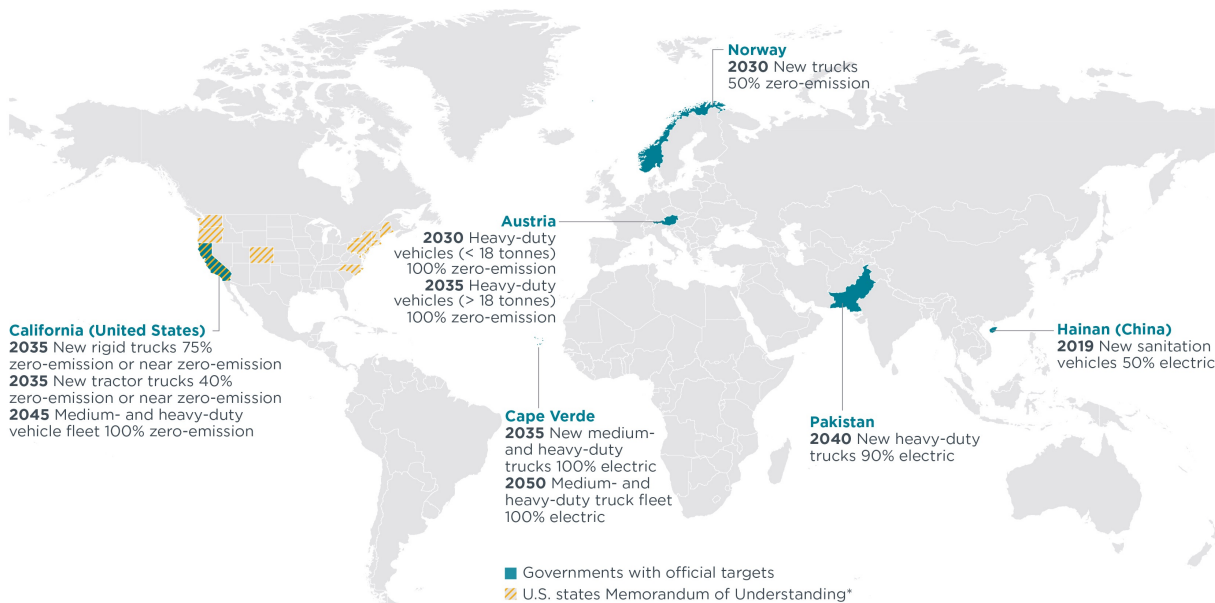 Norway
2030 New trucks
50% zero-emission
Austria
2030 Heavy-duty
vehicles (< 18 tonnes)
100% zero-emission
2035 Heavy-duty
vehicles (> 18 tonnes)
100% zero-emission
California (United States)
2035 New rigid trucks 75%
zero-emission or near zero-emission
2035 New tractor trucks 40%
zero-emission or near zero-emission
2045 Medium- and heavy-duty
vehicle fleet 100% zero-emission
Cape Verde
2035 New medium-
and heavy-duty
trucks 100% electric
2050 Medium- and
heavy-duty truck fleet
100% electric
Pakistan
2040 New heavy-duty
trucks 90% electric
Hainan (China)
2019 New sanitation
vehicles 50% electric
Governments with official targets
U.S. states Memorandum of Understanding*